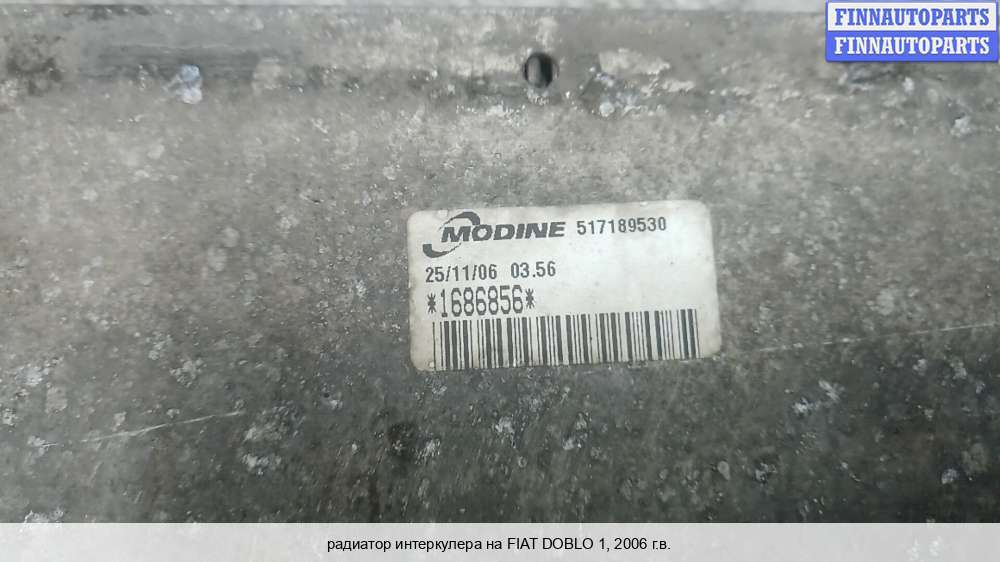 FINNAUTOPARTS
FINNAUTOPARTS
MODINE 517189530
25/11/06 03.56
*1686856*
радиатор интеркулера на FIAT DOBLO 1, 2006 г.в.